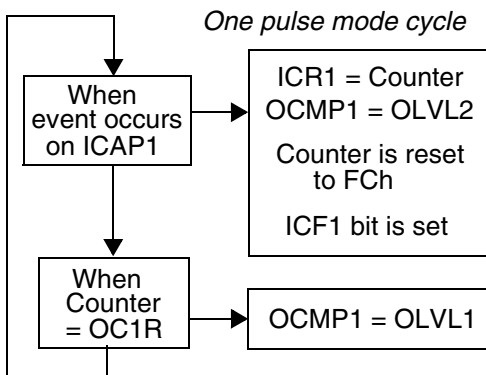 One pulse mode cycle
When
event occurs
on ICAP1
ICR1 = Counter
OCMP1 = OLVL2
Counter is reset
to FCh
ICF1 bit is set
When
Counter
= OC1R
OCMP1 = OLVL1